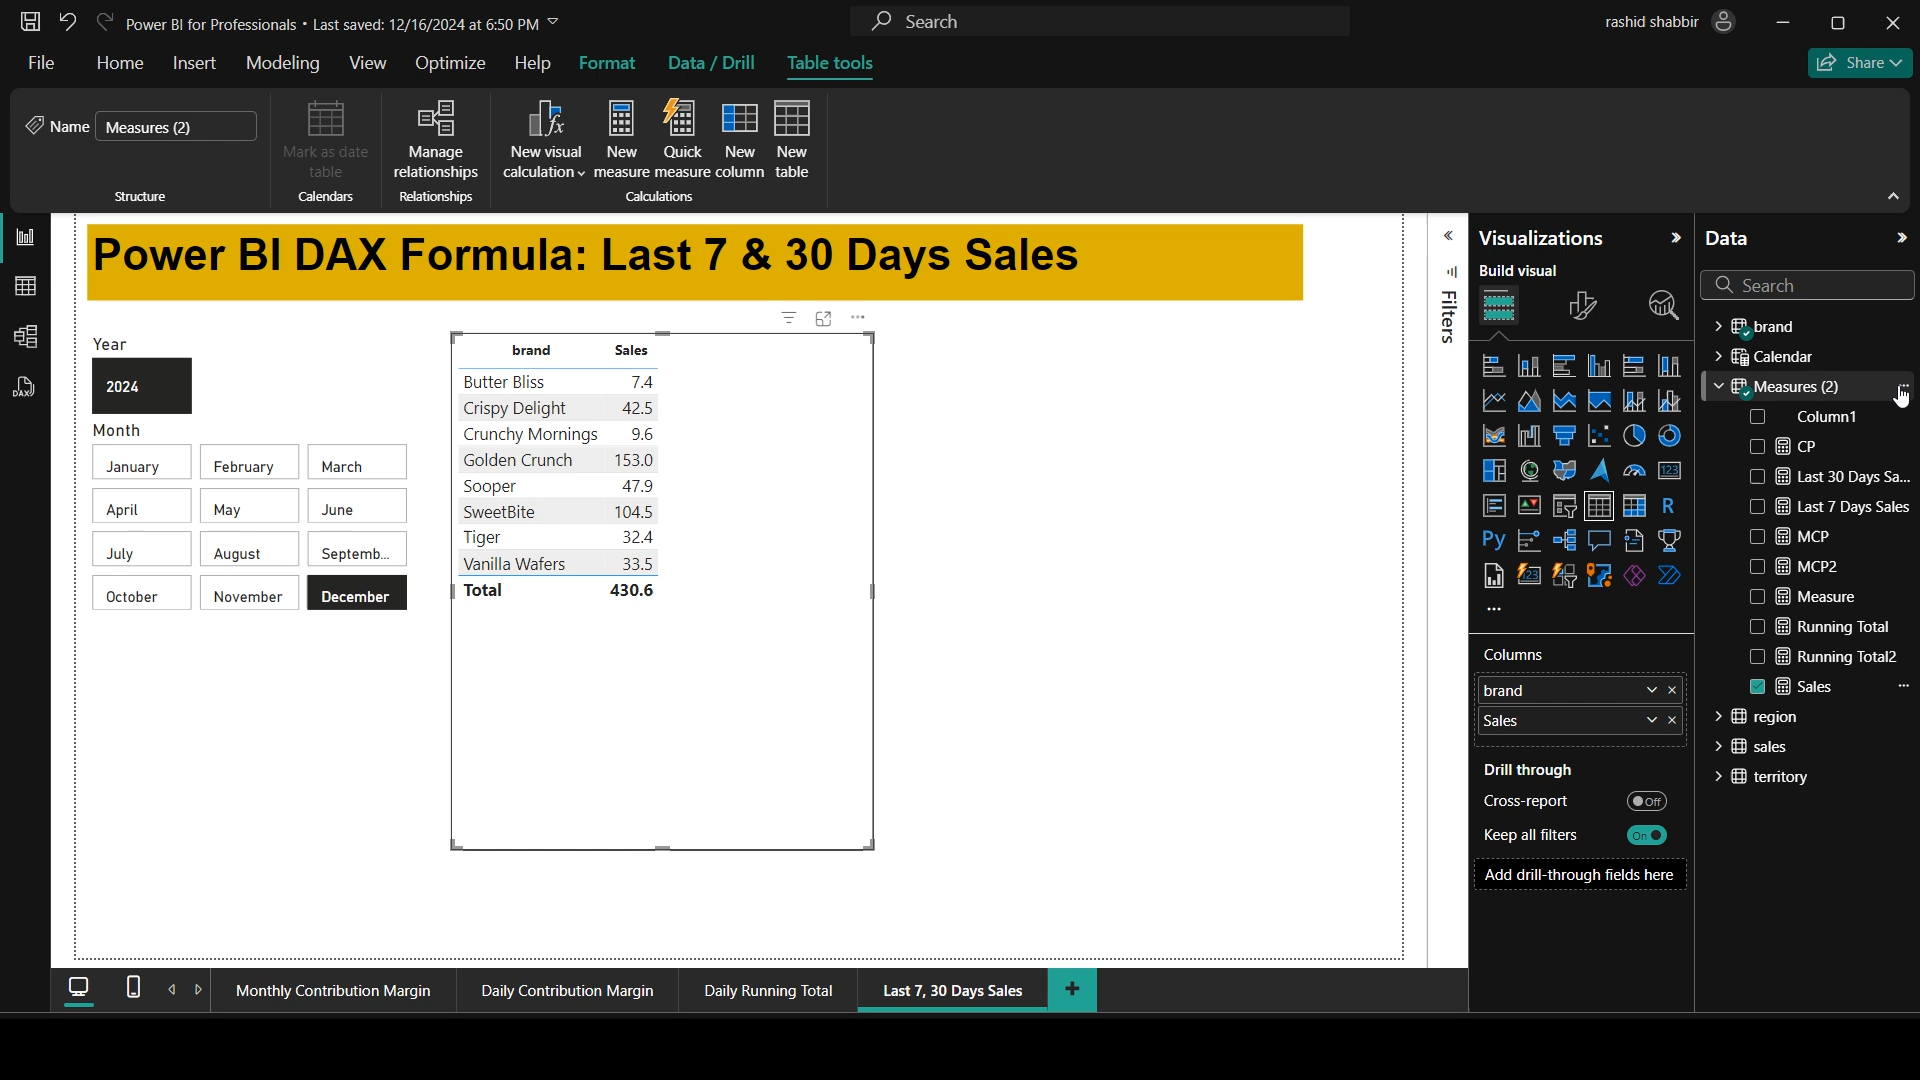 Power BI for Professionals • Last saved: 12/16/2024 at 6:50 PM
Search
rashid shabbir
File Home Insert Modeling View Optimize Help Format Data / Drill Table tools
Share
Name Measures (2)
Structure
Mark as date table
Calendars
Manage relationships
Relationships
New visual calculation
New measure
Quick measure
New column
New table
Calculations
DAX
Power BI DAX Formula: Last 7 & 30 Days Sales
Year
2024
Month
January February March
April May June
July August Septemb...
October November December
brand Sales
Butter Bliss 7.4
Crispy Delight 42.5
Crunchy Mornings 9.6
Golden Crunch 153.0
Sooper 47.9
SweetBite 104.5
Tiger 32.4
Vanilla Wafers 33.5
Total 430.6
Filters
Visualizations
Build visual
123
R
Py
123
...
Columns
brand
Sales
Drill through
Cross-report Off
Keep all filters On
Add drill-through fields here
Data
Search
brand
Calendar
Measures (2)
Column1
CP
Last 30 Days Sa...
Last 7 Days Sales
MCP
MCP2
Measure
Running Total
Running Total2
Sales
region
sales
territory
Monthly Contribution Margin Daily Contribution Margin Daily Running Total Last 7, 30 Days Sales +